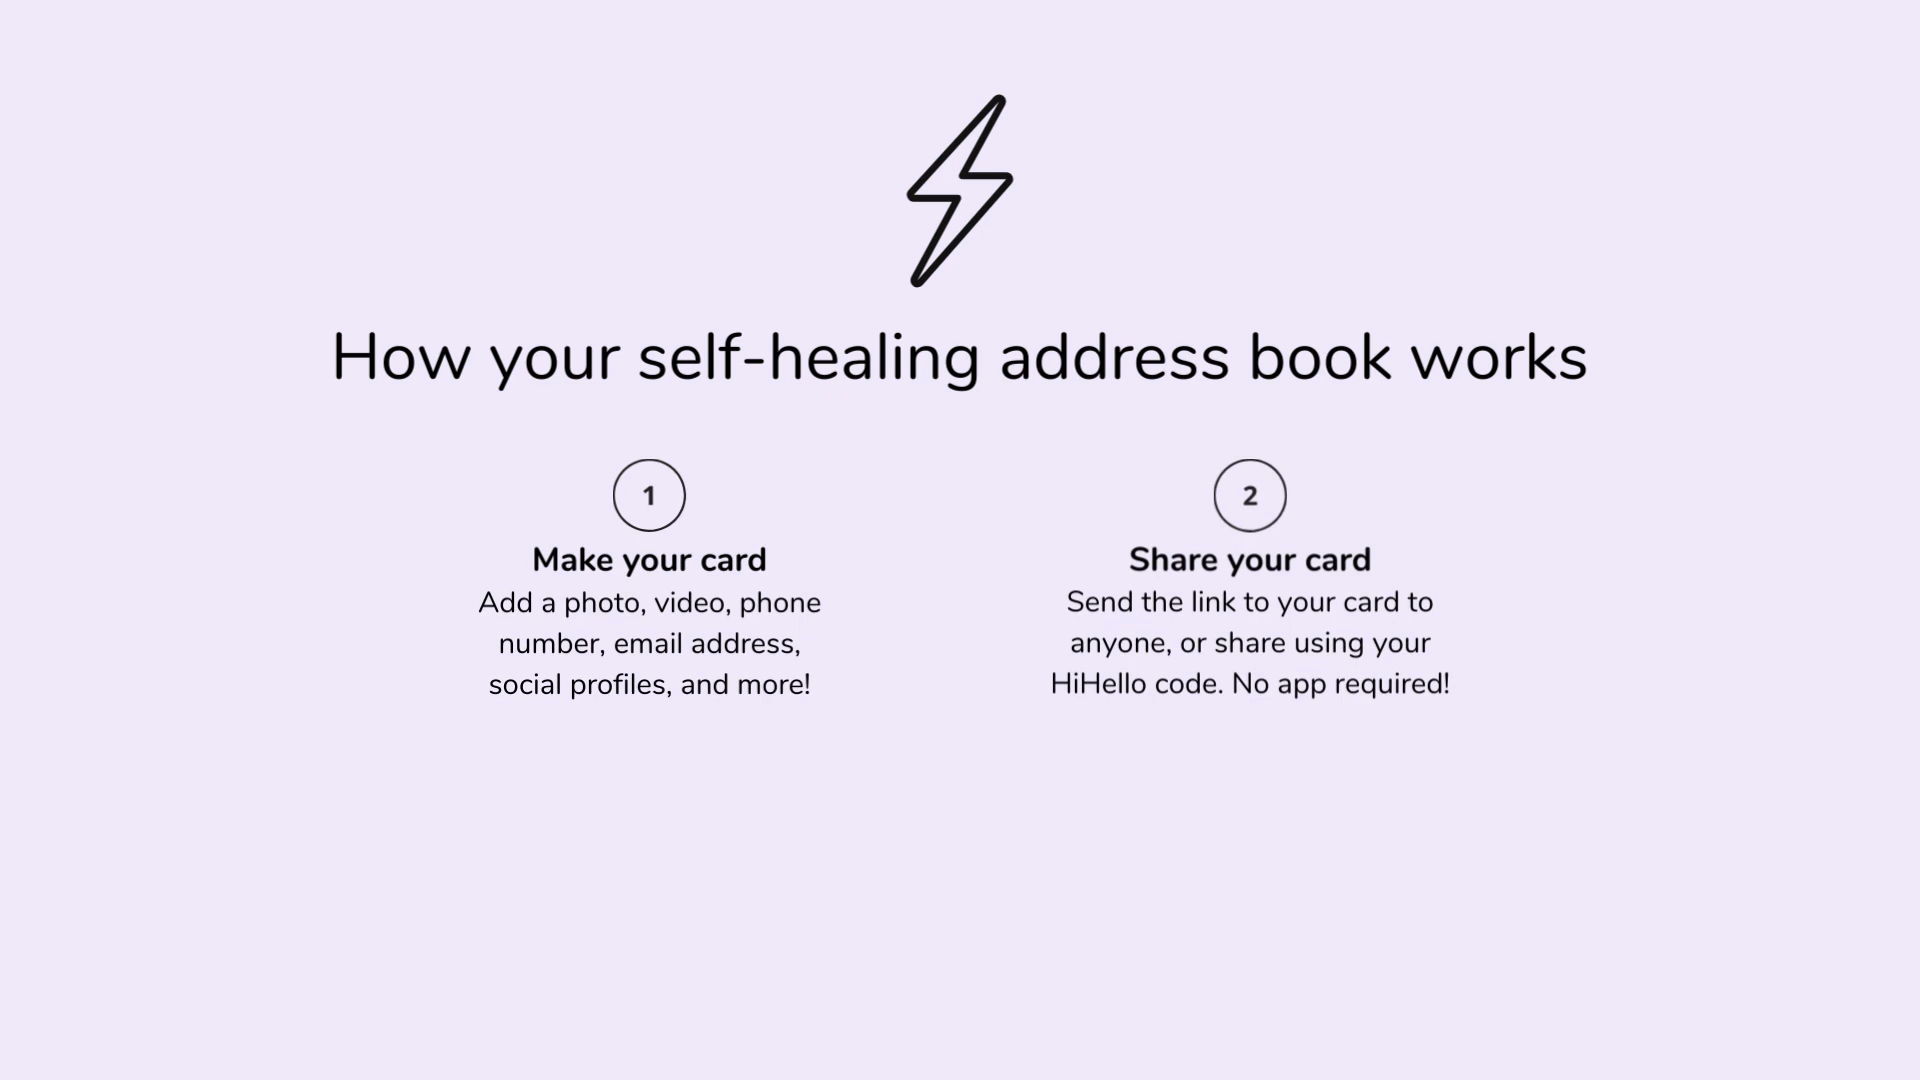 How your self-healing address book works
1
Make your card
Add a photo, video, phone
number, email address,
social profiles, and more!
2
Share your card
Send the link to your card to
anyone, or share using your
HiHello code. No app required!